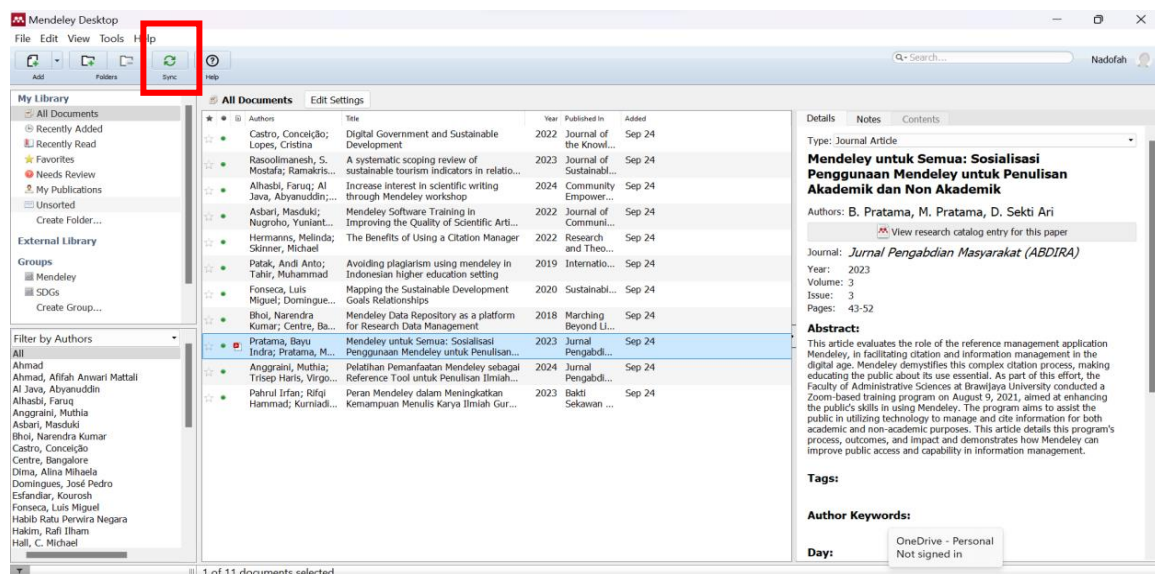 Mendeley Desktop
File Edit View Tools Help
Add Folders Sync Help
Search...
Nadofah
My Library
All Documents
Recently Added
Recently Read
Favorites
Needs Review
My Publications
Unsorted
Create Folder...
External Library
Groups
Mendeley
SDGs
Create Group...
Filter by Authors
All
Ahmad
Ahmad, Afifah Anwari Mattali
Al Java, Abyanuddin
Alhasbi, Faruq
Anggraini, Muthia
Asbari, Masduki
Bhoi, Narendra Kumar
Castro, Conceição
Centre, Bangalore
Dima, Alina Mihaela
Domingues, José Pedro
Esfandiar, Kourosh
Fonseca, Luis Miguel
Habib Ratu Perwira Negara
Hakim, Rafi Ilham
Hall, C. Michael
All Documents Edit Settings
Authors Title Year Published In Added
Castro, Conceição; Digital Government and Sustainable 2022 Journal of Sep 24
Lopes, Cristina Development the Knowl...
Rasoolimanesh, S. A systematic scoping review of 2023 Journal of Sep 24
Mostafa; Ramakris... sustainable tourism indicators in relatio... Sustainabl...
Alhasbi, Faruq; Al Increase interest in scientific writing 2024 Community Sep 24
Java, Abyanuddin;... through Mendeley workshop Empower...
Asbari, Masduki; Mendeley Software Training in 2022 Journal of Sep 24
Nugroho, Yuniant... Improving the Quality of Scientific Arti... Communi...
Hermanns, Melinda; The Benefits of Using a Citation Manager 2022 Research Sep 24
Skinner, Michael and Theo...
Patak, Andi Anto; Avoiding plagiarism using mendeley in 2019 Internatio... Sep 24
Tahir, Muhammad Indonesian higher education setting
Fonseca, Luis Mapping the Sustainable Development 2020 Sustainabi... Sep 24
Miguel; Domingue... Goals Relationships
Bhoi, Narendra Mendeley Data Repository as a platform 2018 Marching Sep 24
Kumar; Centre, Ba... for Research Data Management Beyond Li...
Pratama, Bayu Mendeley untuk Semua: Sosialisasi 2023 Jurnal Sep 24
Indra; Pratama, M... Penggunaan Mendeley untuk Penulisan... Pengabdi...
Anggraini, Muthia; Pelatihan Pemanfaatan Mendeley sebagai 2024 Jurnal Sep 24
Trisep Haris, Virgo... Reference Tool untuk Penulisan Ilmiah... Pengabdi...
Pahrul Irfan; Rifqi Peran Mendeley dalam Meningkatkan 2023 Bakti Sep 24
Hammad; Kurniadi... Kemampuan Menulis Karya Ilmiah Gur... Sekawan ...
Details Notes Contents
Type: Journal Article
Mendeley untuk Semua: Sosialisasi
Penggunaan Mendeley untuk Penulisan
Akademik dan Non Akademik
Authors: B. Pratama, M. Pratama, D. Sekti Ari
View research catalog entry for this paper
Journal: Jurnal Pengabdian Masyarakat (ABDIRA)
Year: 2023
Volume: 3
Issue: 3
Pages: 43-52
Abstract:
This article evaluates the role of the reference management application
Mendeley, in facilitating citation and information management in the
digital age. Mendeley demystifies this complex citation process, making
educating the public about its use essential. As part of this effort, the
Faculty of Administrative Sciences at Brawijaya University conducted a
Zoom-based training program on August 9, 2021, aimed at enhancing
the public's skills in using Mendeley. The program aims to assist the
public in utilizing technology to manage and cite information for both
academic and non-academic purposes. This article details this program's
process, outcomes, and impact and demonstrates how Mendeley can
improve public access and capability in information management.
Tags:
Author Keywords:
Day:
OneDrive - Personal
Not signed in
1 of 11 documents selected